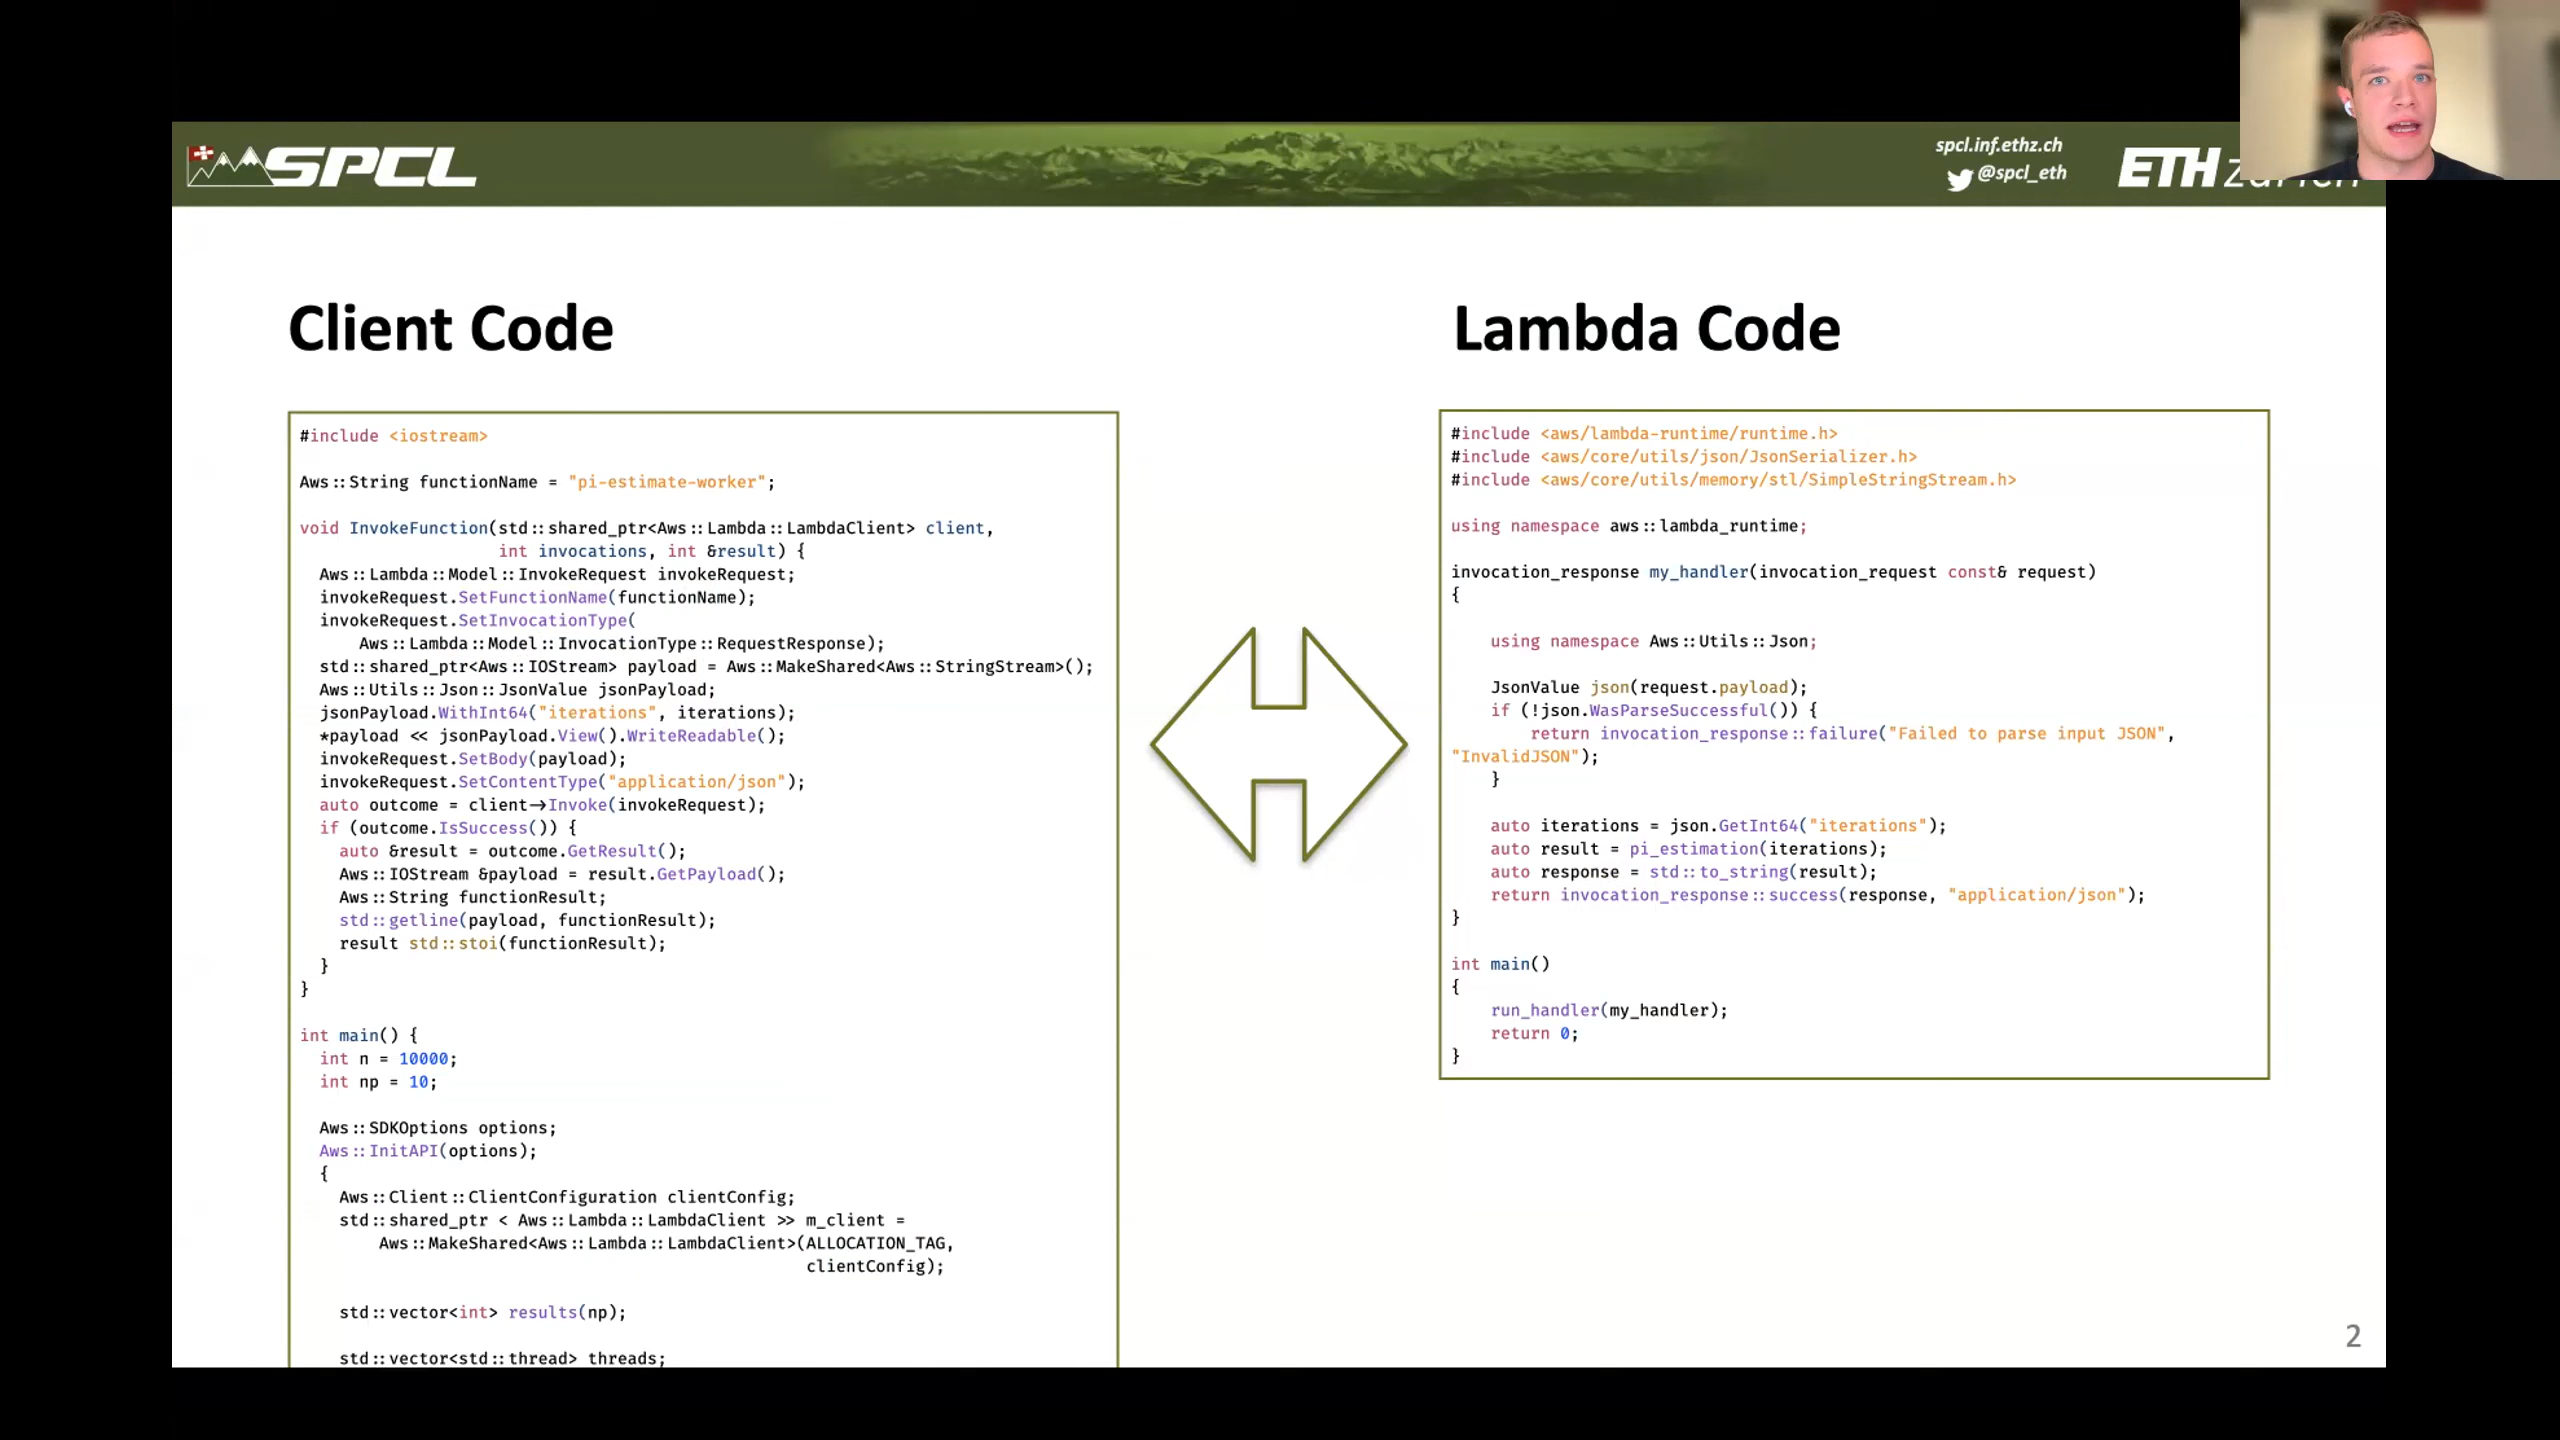 SPCL
spcl.inf.ethz.ch
@spcl_eth
ETH
Client Code
#include <iostream>
Aws::String functionName = "pi-estimate-worker";
void InvokeFunction(std::shared_ptr<Aws::Lambda::LambdaClient> client,
int invocations, int &result) {
Aws::Lambda::Model::InvokeRequest invokeRequest;
invokeRequest.SetFunctionName(functionName);
invokeRequest.SetInvocationType(
Aws::Lambda::Model::InvocationType::RequestResponse);
std::shared_ptr<Aws::IOStream> payload = Aws::MakeShared<Aws::StringStream>();
Aws::Utils::Json::JsonValue jsonPayload;
jsonPayload.WithInt64("iterations", iterations);
*payload << jsonPayload.View().WriteReadable();
invokeRequest.SetBody(payload);
invokeRequest.SetContentType("application/json");
auto outcome = client->Invoke(invokeRequest);
if (outcome.IsSuccess()) {
auto &result = outcome.GetResult();
Aws::IOStream &payload = result.GetPayload();
Aws::String functionResult;
std::getline(payload, functionResult);
result std::stoi(functionResult);
}
}
int main() {
int n = 10000;
int np = 10;
Aws::SDKOptions options;
Aws::InitAPI(options);
{
Aws::Client::ClientConfiguration clientConfig;
std::shared_ptr < Aws::Lambda::LambdaClient >> m_client =
Aws::MakeShared<Aws::Lambda::LambdaClient>(ALLOCATION_TAG,
clientConfig);
std::vector<int> results(np);
std::vector<std::thread> threads;
Lambda Code
#include <aws/lambda-runtime/runtime.h>
#include <aws/core/utils/json/JsonSerializer.h>
#include <aws/core/utils/memory/stl/SimpleStringStream.h>
using namespace aws::lambda_runtime;
invocation_response my_handler(invocation_request const& request)
{
using namespace Aws::Utils::Json;
JsonValue json(request.payload);
if (!json.WasParseSuccessful()) {
return invocation_response::failure("Failed to parse input JSON",
"InvalidJSON");
}
auto iterations = json.GetInt64("iterations");
auto result = pi_estimation(iterations);
auto response = std::to_string(result);
return invocation_response::success(response, "application/json");
}
int main()
{
run_handler(my_handler);
return 0;
}
2